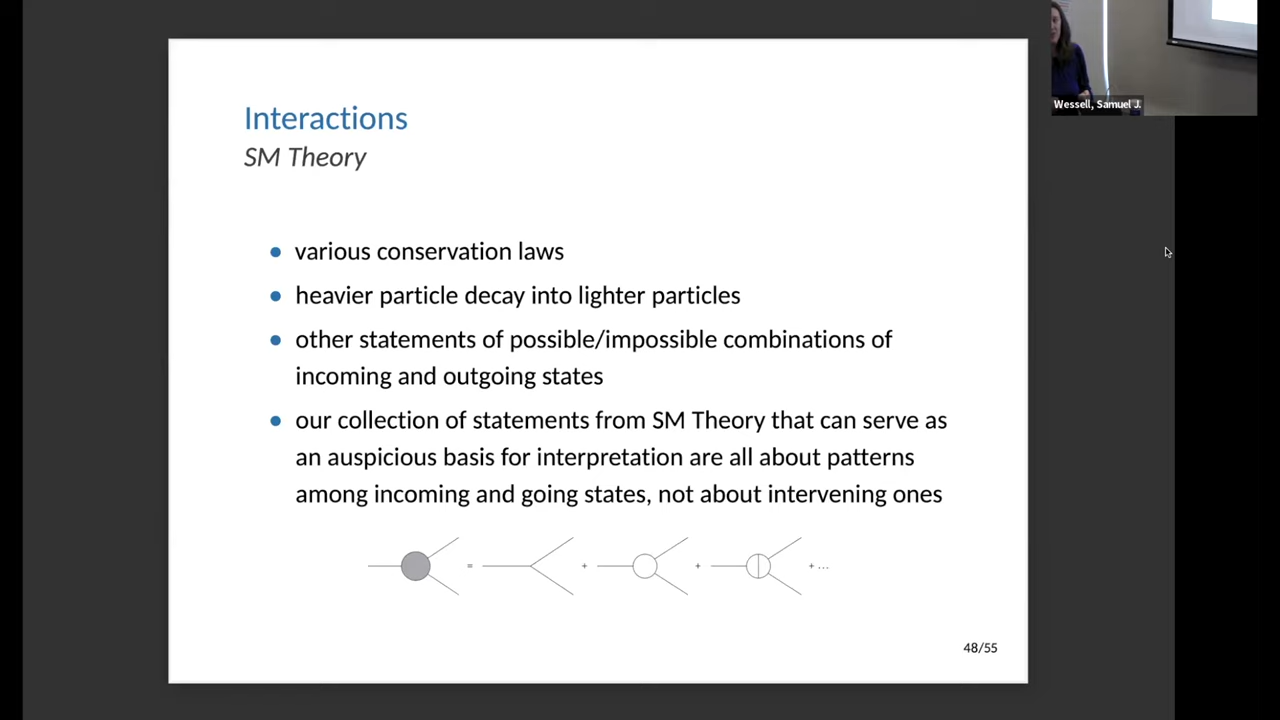 Wessell, Samuel J.
Interactions
SM Theory
• various conservation laws
• heavier particle decay into lighter particles
• other statements of possible/impossible combinations of
incoming and outgoing states
• our collection of statements from SM Theory that can serve as
an auspicious basis for interpretation are all about patterns
among incoming and going states, not about intervening ones
= + + + ...
48/55